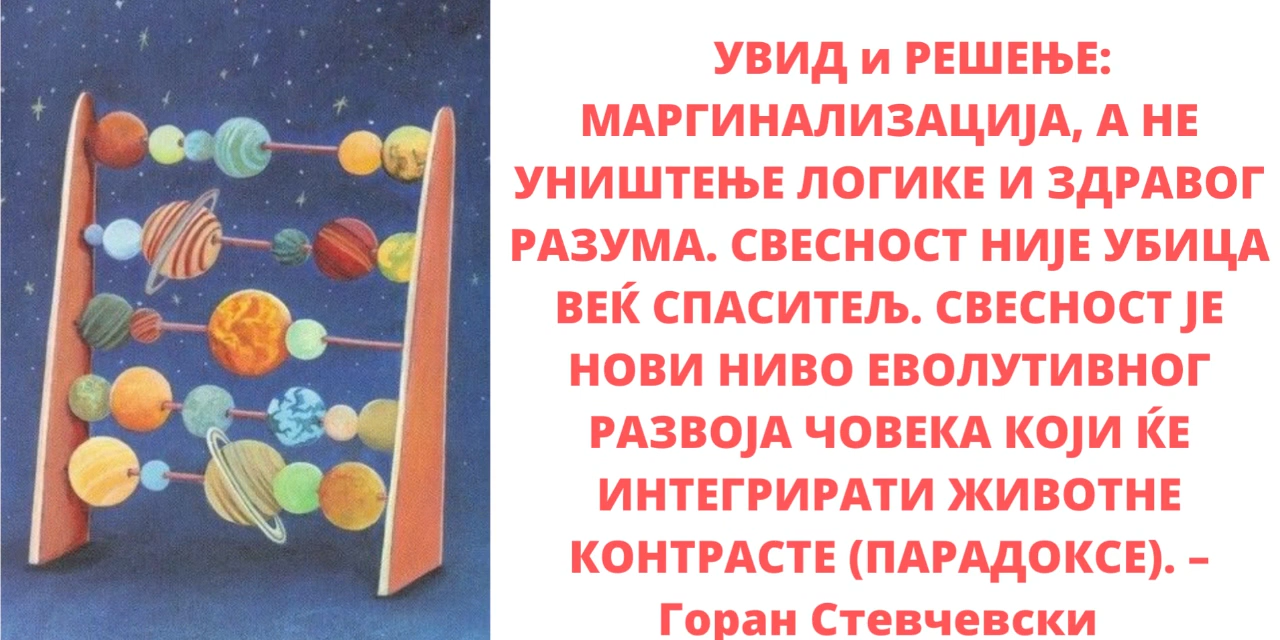 УВИД и РЕШЕЊЕ:
МАРГИНАЛИЗАЦИЈА, А НЕ
УНИШТЕЊЕ ЛОГИКЕ И ЗДРАВОГ
РАЗУМА. СВЕСНОСТ НИЈЕ УБИЦА
ВЕЌ СПАСИТЕЉ. СВЕСНОСТ ЈЕ
НОВИ НИВО ЕВОЛУТИВНОГ
РАЗВОЈА ЧОВЕКА КОЈИ ЌЕ
ИНТЕГРИРАТИ ЖИВОТНЕ
КОНТРАСТЕ (ПАРАДОКСЕ). –
Горан Стевчевски